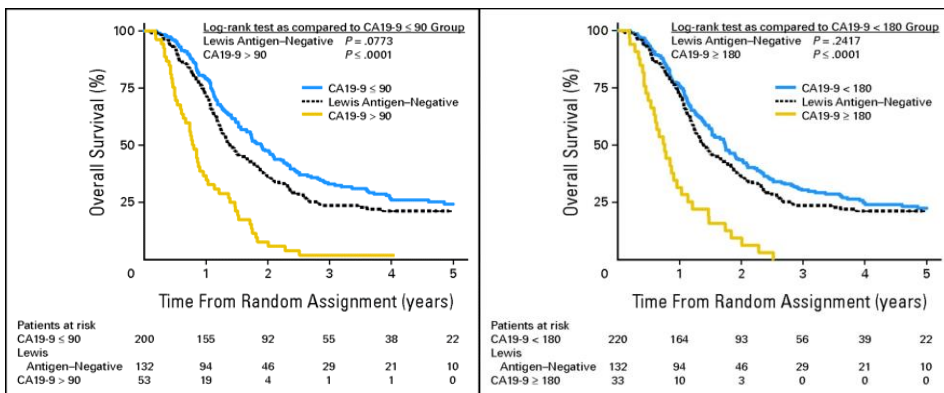 Log-rank test as compared to CA19-9 ≤ 90 Group
Lewis Antigen–Negative P = .0773
CA19-9 > 90 P ≤ .0001
CA19-9 ≤ 90
Lewis Antigen–Negative
CA19-9 > 90
Overall Survival (%)
100
75
50
25
0 1 2 3 4 5
Time From Random Assignment (years)
Patients at risk
CA19-9 ≤ 90 200 155 92 55 38 22
Lewis
Antigen–Negative 132 94 46 29 21 10
CA19-9 > 90 53 19 4 1 1 0
Log-rank test as compared to CA19-9 < 180 Group
Lewis Antigen–Negative P = .2417
CA19-9 ≥ 180 P ≤ .0001
CA19-9 < 180
Lewis Antigen–Negative
CA19-9 ≥ 180
Overall Survival (%)
100
75
50
25
0 1 2 3 4 5
Time From Random Assignment (years)
Patients at risk
CA19-9 < 180 220 164 93 56 39 22
Lewis
Antigen–Negative 132 94 46 29 21 10
CA19-9 ≥ 180 33 10 3 0 0 0